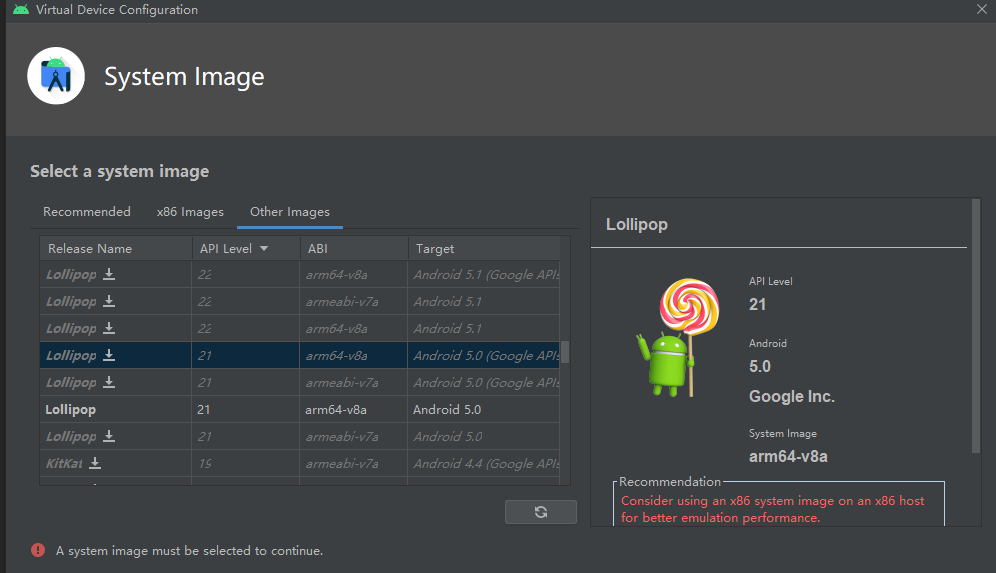 Virtual Device Configuration
System Image
Select a system image
Recommended x86 Images Other Images
Release Name API Level ABI Target
Lollipop 22 arm64-v8a Android 5.1 (Google APIs
Lollipop 22 armeabi-v7a Android 5.1
Lollipop 22 arm64-v8a Android 5.1
Lollipop 21 arm64-v8a Android 5.0 (Google APIs
Lollipop 21 armeabi-v7a Android 5.0 (Google APIs
Lollipop 21 arm64-v8a Android 5.0
Lollipop 21 armeabi-v7a Android 5.0
KitKat 19 armeabi-v7a Android 4.4 (Google APIs
Lollipop
API Level
21
Android
5.0
Google Inc.
System Image
arm64-v8a
Recommendation
Consider using an x86 system image on an x86 host
for better emulation performance.
A system image must be selected to continue.